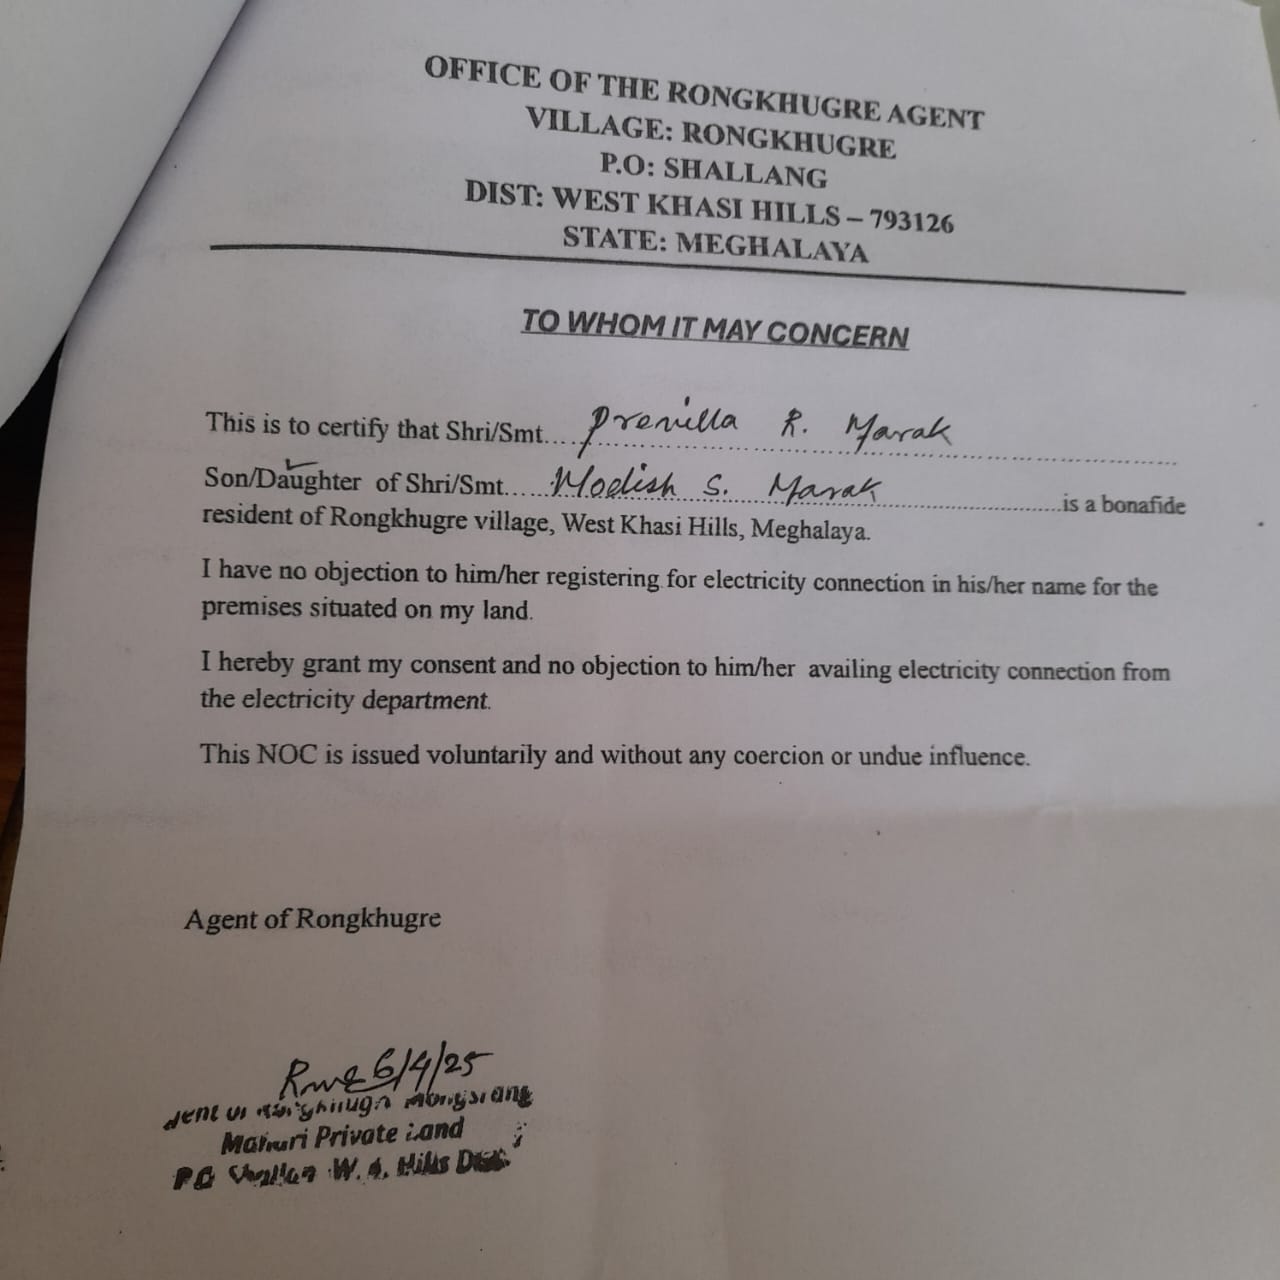 OFFICE OF THE RONGKHUGRE AGENT
VILLAGE: RONGKHUGRE
P.O: SHALLANG
DIST: WEST KHASI HILLS – 793126
STATE: MEGHALAYA
TO WHOM IT MAY CONCERN
This is to certify that Shri/Smt.... Prenilla R. Marak
Son/Daughter of Shri/Smt..... Modish S. Marak ..........is a bonafide
resident of Rongkhugre village, West Khasi Hills, Meghalaya.
I have no objection to him/her registering for electricity connection in his/her name for the
premises situated on my land.
I hereby grant my consent and no objection to him/her availing electricity connection from
the electricity department.
This NOC is issued voluntarily and without any coercion or undue influence.
Agent of Rongkhugre
6/4/25
Private Land
W. Hills